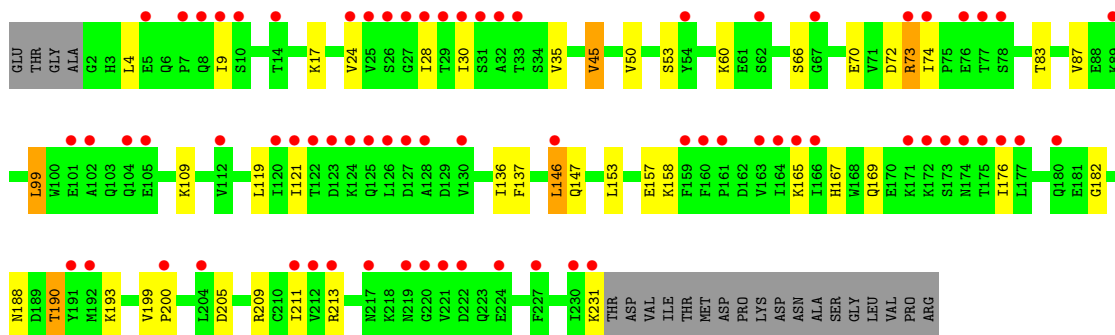 GLU THR GLY ALA G2 H3 L4 E5 Q6 P7 Q8 I9 S10 T14 K17 V24 V25 S26 G27 I28 T29 I30 S31 A32 T33 S34 V35 V45 V50 S53 Y54 K60 E61 S62 S66 G67 E70 V71 D72 R73 I74 P75 E76 T77 S78 T83 V87 E88 K89
L99 W100 E101 A102 Q103 Q104 E105 K109 V112 L119 I120 I121 T122 D123 K124 Q125 L126 D127 A128 D129 V130 I136 F137 L146 Q147 L153 E157 K158 F159 F160 P161 D162 V163 I164 K165 I166 H167 W168 Q169 E170 K171 K172 S173 N174 T175 I176 L177 Q180 E181 G182
N188 D189 T190 Y191 M192 K193 V199 P200 L204 D205 R209 G210 I211 V212 R213 N217 K218 N219 G220 V221 D222 Q223 E224 F227 I230 K231 THR ASP VAL ILE THR MET ASP PRO LYS ASP ASN ALA SER GLY LEU VAL PRO ARG